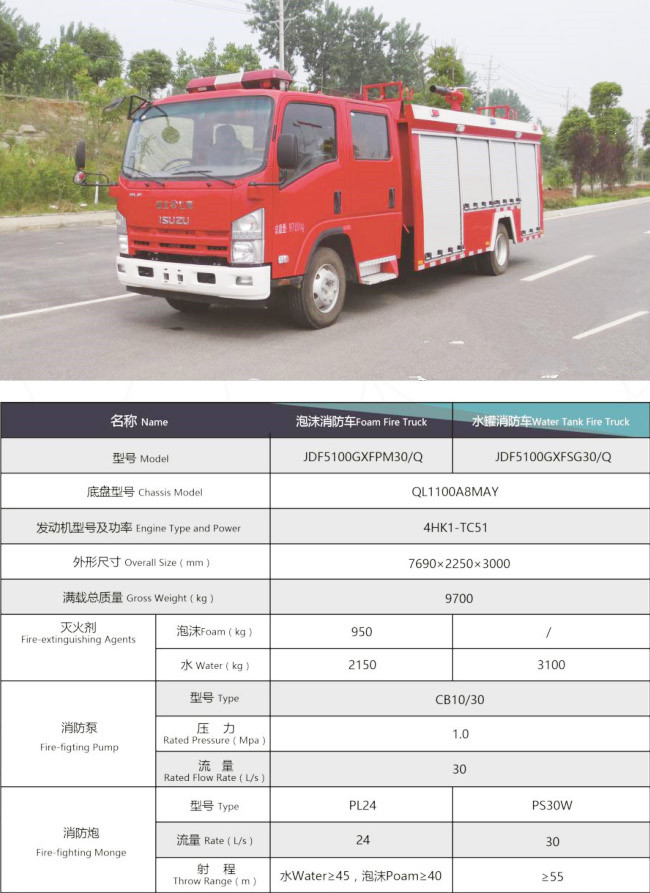 ISUZU
名称 Name 泡沫消防车Foam Fire Truck 水罐消防车Water Tank Fire Truck
型号 Model JDF5100GXFPM30/Q JDF5100GXFSG30/Q
底盘型号 Chassis Model QL1100A8MAY
发动机型号及功率 Engine Type and Power 4HK1-TC51
外形尺寸 Overall Size（mm） 7690×2250×3000
满载总质量 Gross Weight（kg） 9700
灭火剂
Fire-extinguishing Agents
泡沫Foam（kg） 950 /
水 Water（kg） 2150 3100
消防泵
Fire-figting Pump
型号 Type CB10/30
压 力
Rated Pressure（Mpa） 1.0
流 量
Rated Flow Rate（L/s） 30
消防炮
Fire-fighting Monge
型号 Type PL24 PS30W
流量 Rate（L/s） 24 30
射 程
Throw Range（m） 水Water≥45，泡沫Poam≥40 ≥55